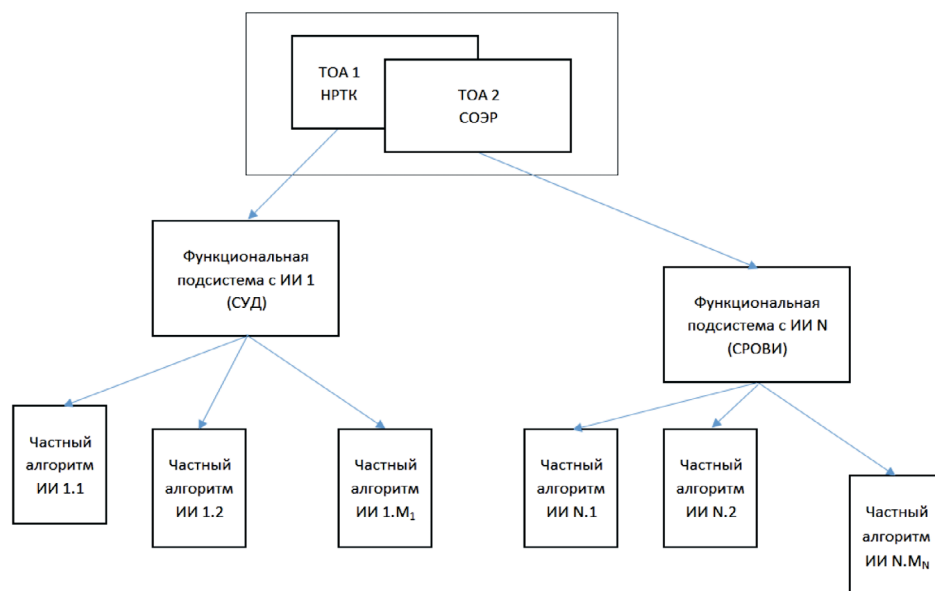 ТОА 1
НРТК
ТОА 2
СОЭР
Функциональная
подсистема с ИИ 1
(СУД)
Функциональная
подсистема с ИИ N
(СРОВИ)
Частный
алгоритм
ИИ 1.1
Частный
алгоритм
ИИ 1.2
Частный
алгоритм
ИИ 1.M₁
Частный
алгоритм
ИИ N.1
Частный
алгоритм
ИИ N.2
Частный
алгоритм
ИИ N.M_N